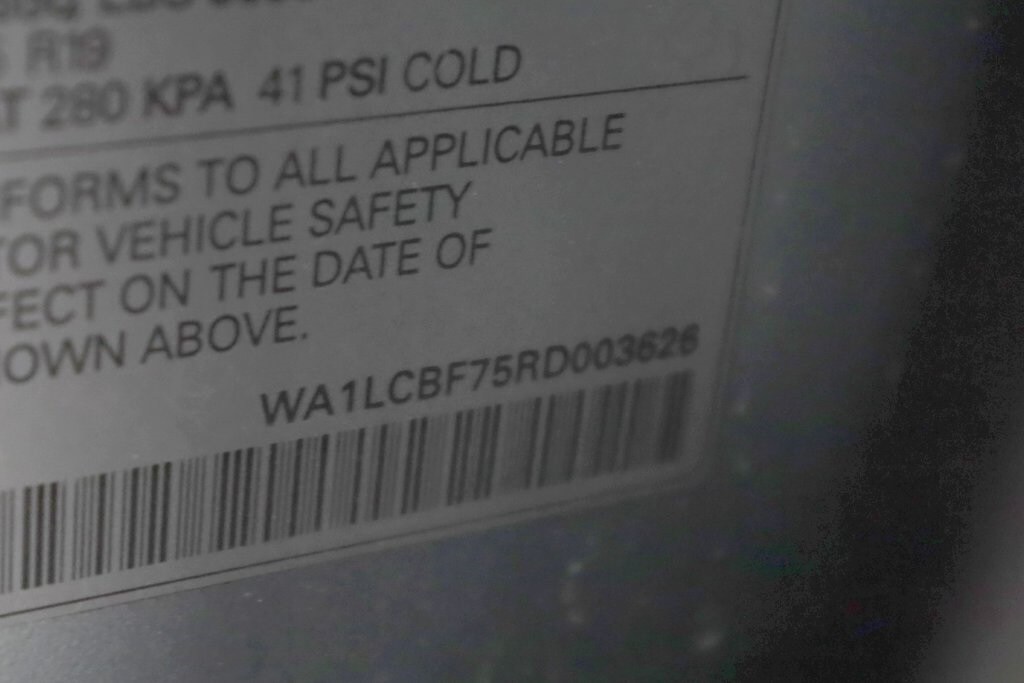 R19
280 KPA 41 PSI COLD
FORMS TO ALL APPLICABLE
TOR VEHICLE SAFETY
FECT ON THE DATE OF
OWN ABOVE.
WA1LCBF75RD003626